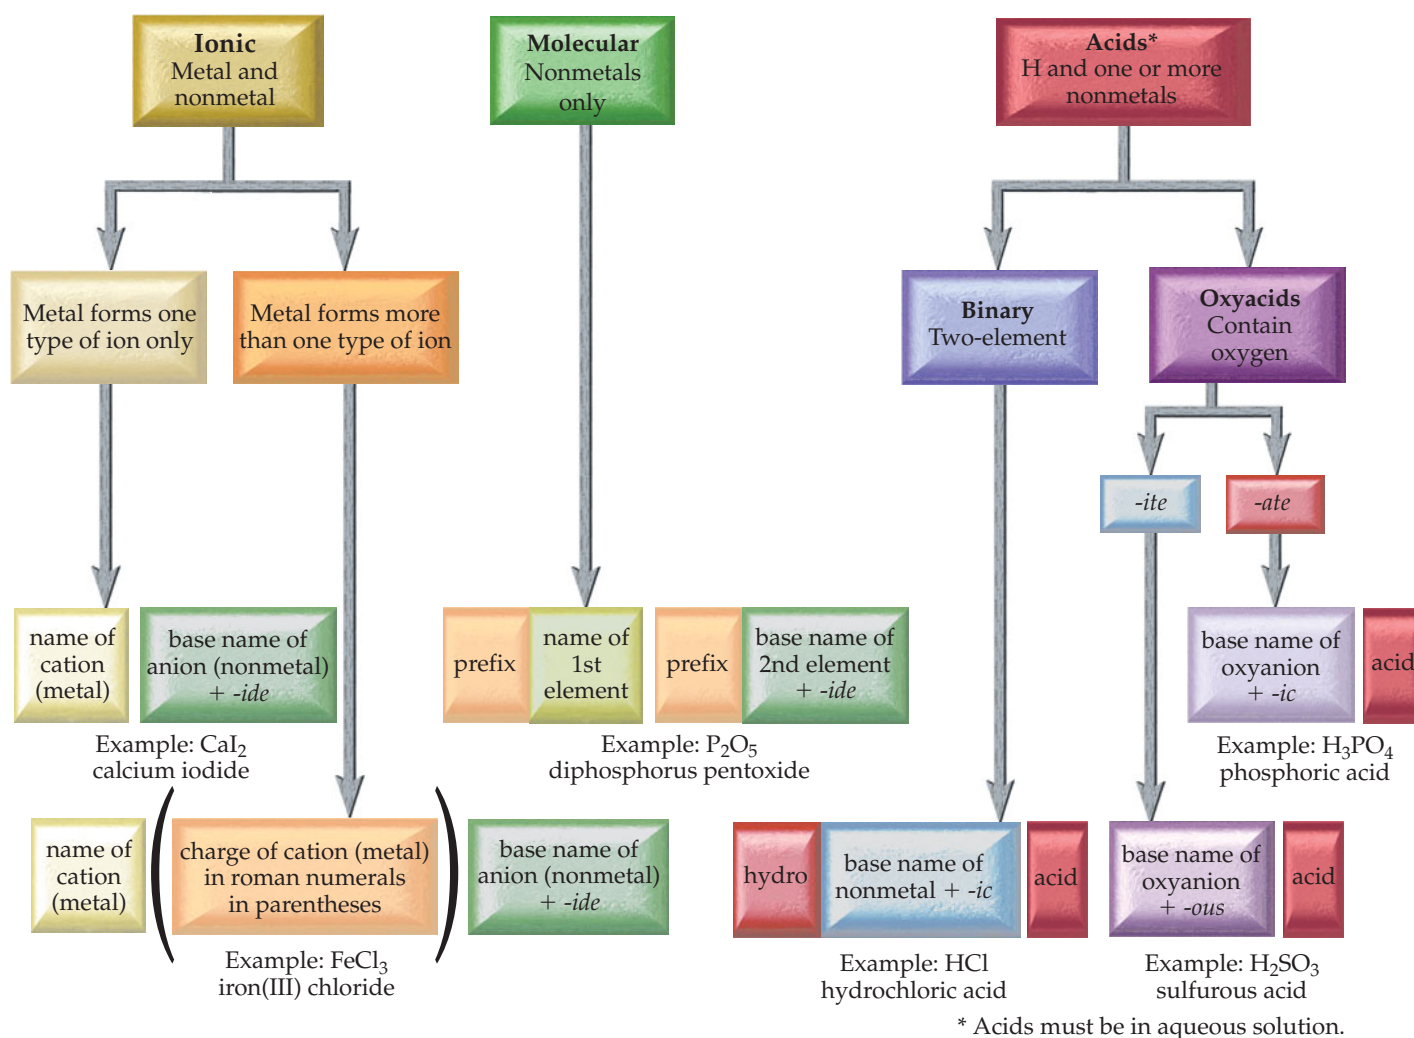 Ionic
Metal and
nonmetal
Molecular
Nonmetals
only
Acids*
H and one or more
nonmetals
Metal forms one
type of ion only
Metal forms more
than one type of ion
Binary
Two-element
Oxyacids
Contain
oxygen
-ite
-ate
name of
cation
(metal)
base name of
anion (nonmetal)
+ -ide
Example: CaI₂
calcium iodide
prefix
name of
1st
element
prefix
base name of
2nd element
+ -ide
Example: P₂O₅
diphosphorus pentoxide
base name of
oxyanion
+ -ic
acid
Example: H₃PO₄
phosphoric acid
name of
cation
(metal)
(
charge of cation (metal)
in roman numerals
in parentheses
)
base name of
anion (nonmetal)
+ -ide
Example: FeCl₃
iron(III) chloride
hydro
base name of
nonmetal + -ic
acid
Example: HCl
hydrochloric acid
base name of
oxyanion
+ -ous
acid
Example: H₂SO₃
sulfurous acid
* Acids must be in aqueous solution.